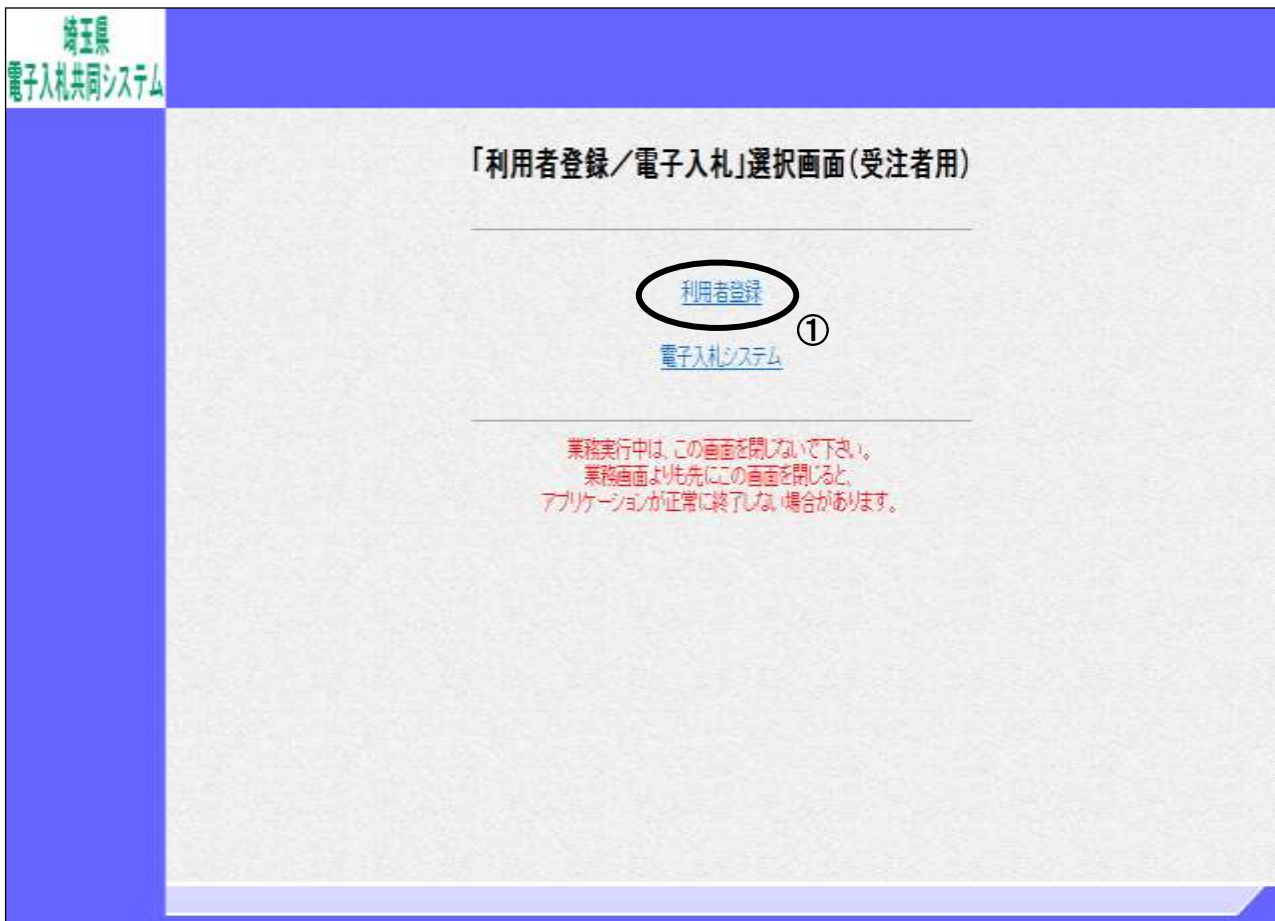 埼玉県
電子入札共同システム
「利用者登録／電子入札」選択画面(受注者用)
利用者登録
①
電子入札システム
業務実行中は、この画面を閉じないで下さい。
業務画面よりも先にこの画面を閉じると、
アプリケーションが正常に終了しない場合があります。